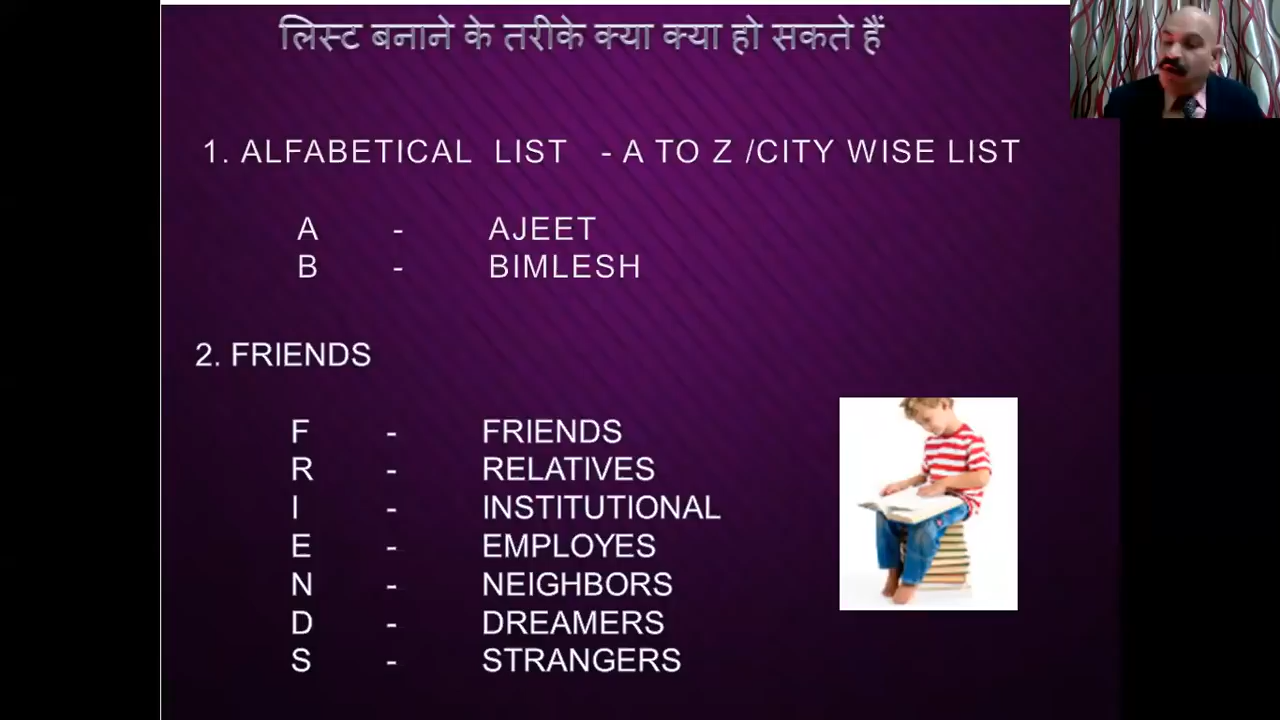 लिस्ट बनाने के तरीके क्या क्या हो सकते हैं
1. ALFABETICAL LIST - A TO Z /CITY WISE LIST
A - AJEET
B - BIMLESH
2. FRIENDS
F - FRIENDS
R - RELATIVES
I - INSTITUTIONAL
E - EMPLOYES
N - NEIGHBORS
D - DREAMERS
S - STRANGERS